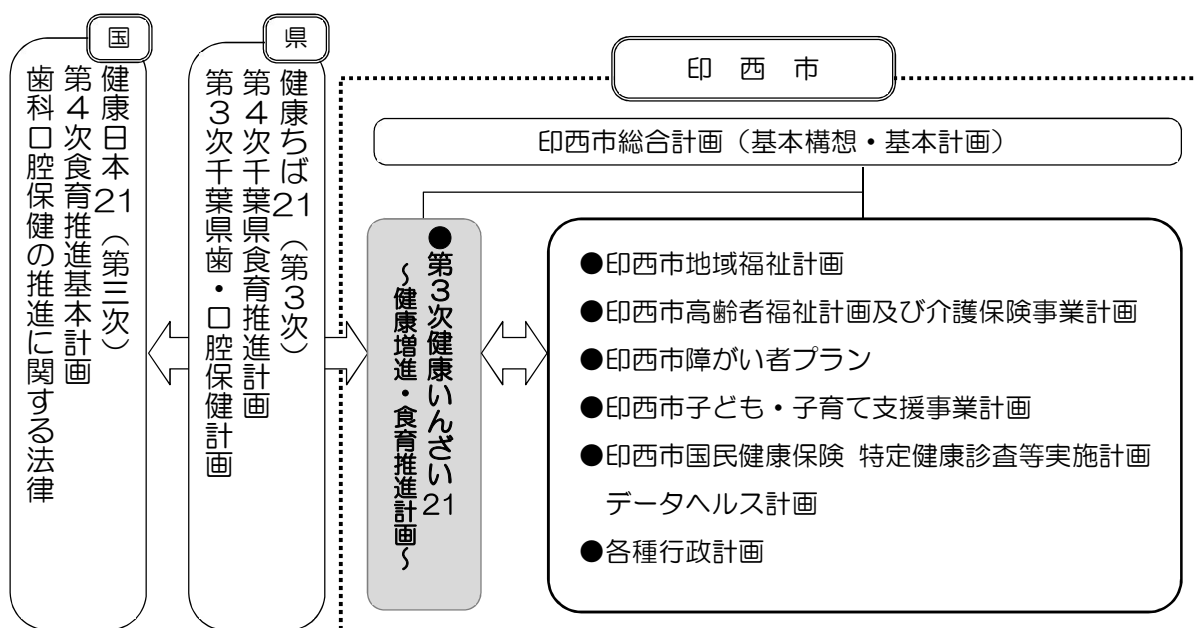 国
健康日本21（第三次）
第４次食育推進基本計画
歯科口腔保健の推進に関する法律
県
健康ちば21（第３次）
第４次千葉県食育推進計画
第３次千葉県歯・口腔保健計画
印西市
印西市総合計画（基本構想・基本計画）
●第３次健康いんざい21
～健康増進・食育推進計画～
●印西市地域福祉計画
●印西市高齢者福祉計画及び介護保険事業計画
●印西市障がい者プラン
●印西市子ども・子育て支援事業計画
●印西市国民健康保険 特定健康診査等実施計画
データヘルス計画
●各種行政計画